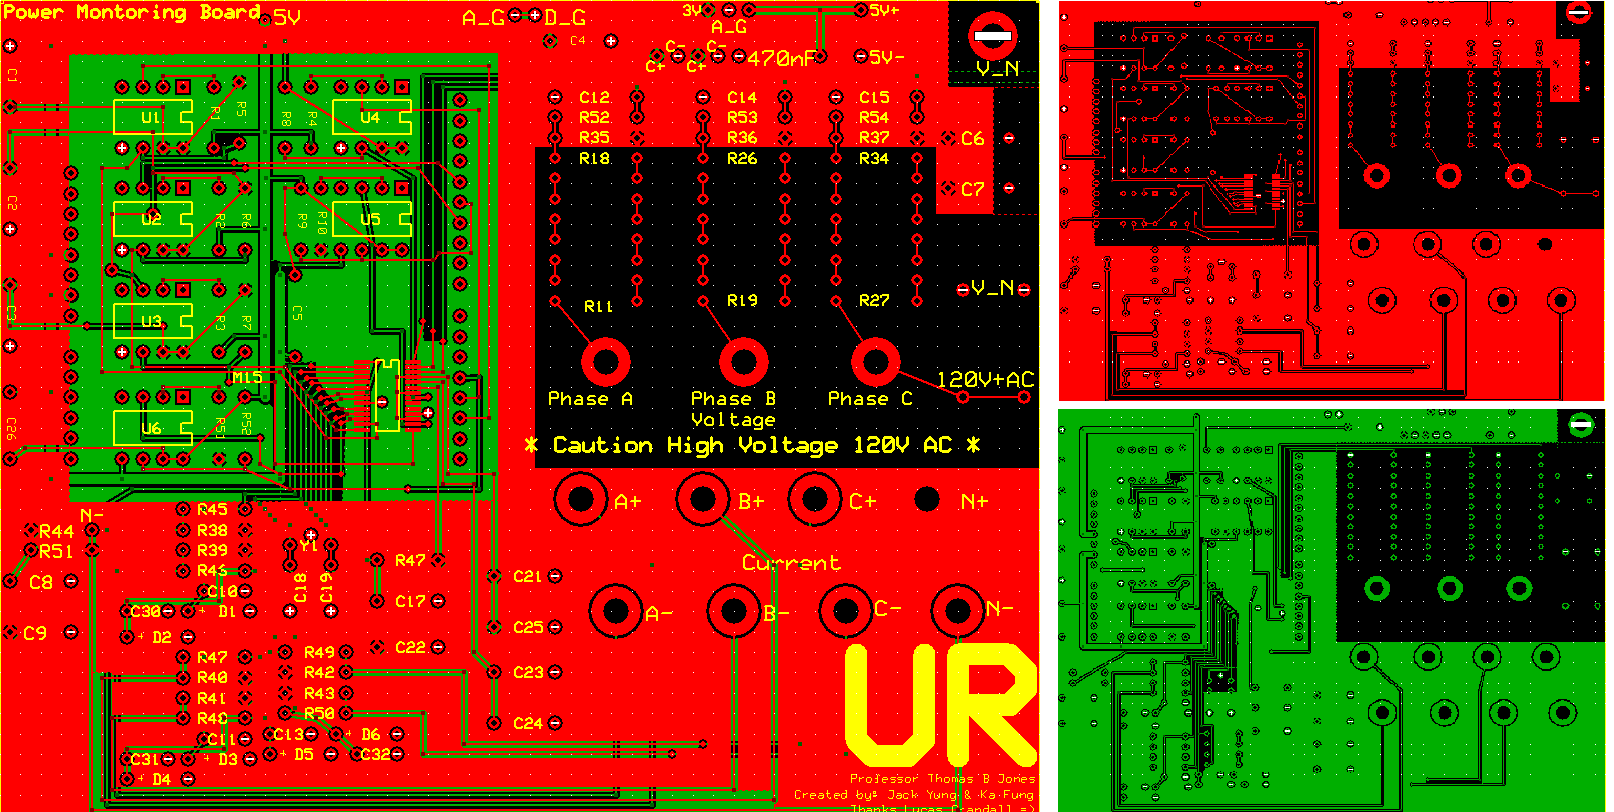 Power Montoring Board
5V
A_G
D_G
3V
A_G
5V+
C4
C-
C-
C+
C+
470nF
5V-
V_N
C1
C12
C14
C15
R52
R53
R54
R35
R36
R37
C6
R18
R26
R34
C7
U1
R1
R5
R8
R4
U4
C2
U2
R2
R6
R9
R10
U5
V_N
R11
R19
R27
C3
U3
R3
R7
C5
M15
120V+AC
Phase A
Phase B
Phase C
Voltage
C26
U6
R51
R52
* Caution High Voltage 120V AC *
A+
B+
C+
N+
N-
R45
R44
R38
R51
R39
Y1
R47
Current
C8
R46
C10
C18
C19
C21
C30
D1
C17
A-
B-
C-
N-
C9
D2
C25
C22
R47
R49
R40
R42
C23
R41
R43
R48
R50
C24
C11
C13
D6
C31
D3
D5
C32
D4
UR
Professor Thomas B Jones
Created by: Jack Yung & Ka-Fung
Thanks Lucas Crandall =)